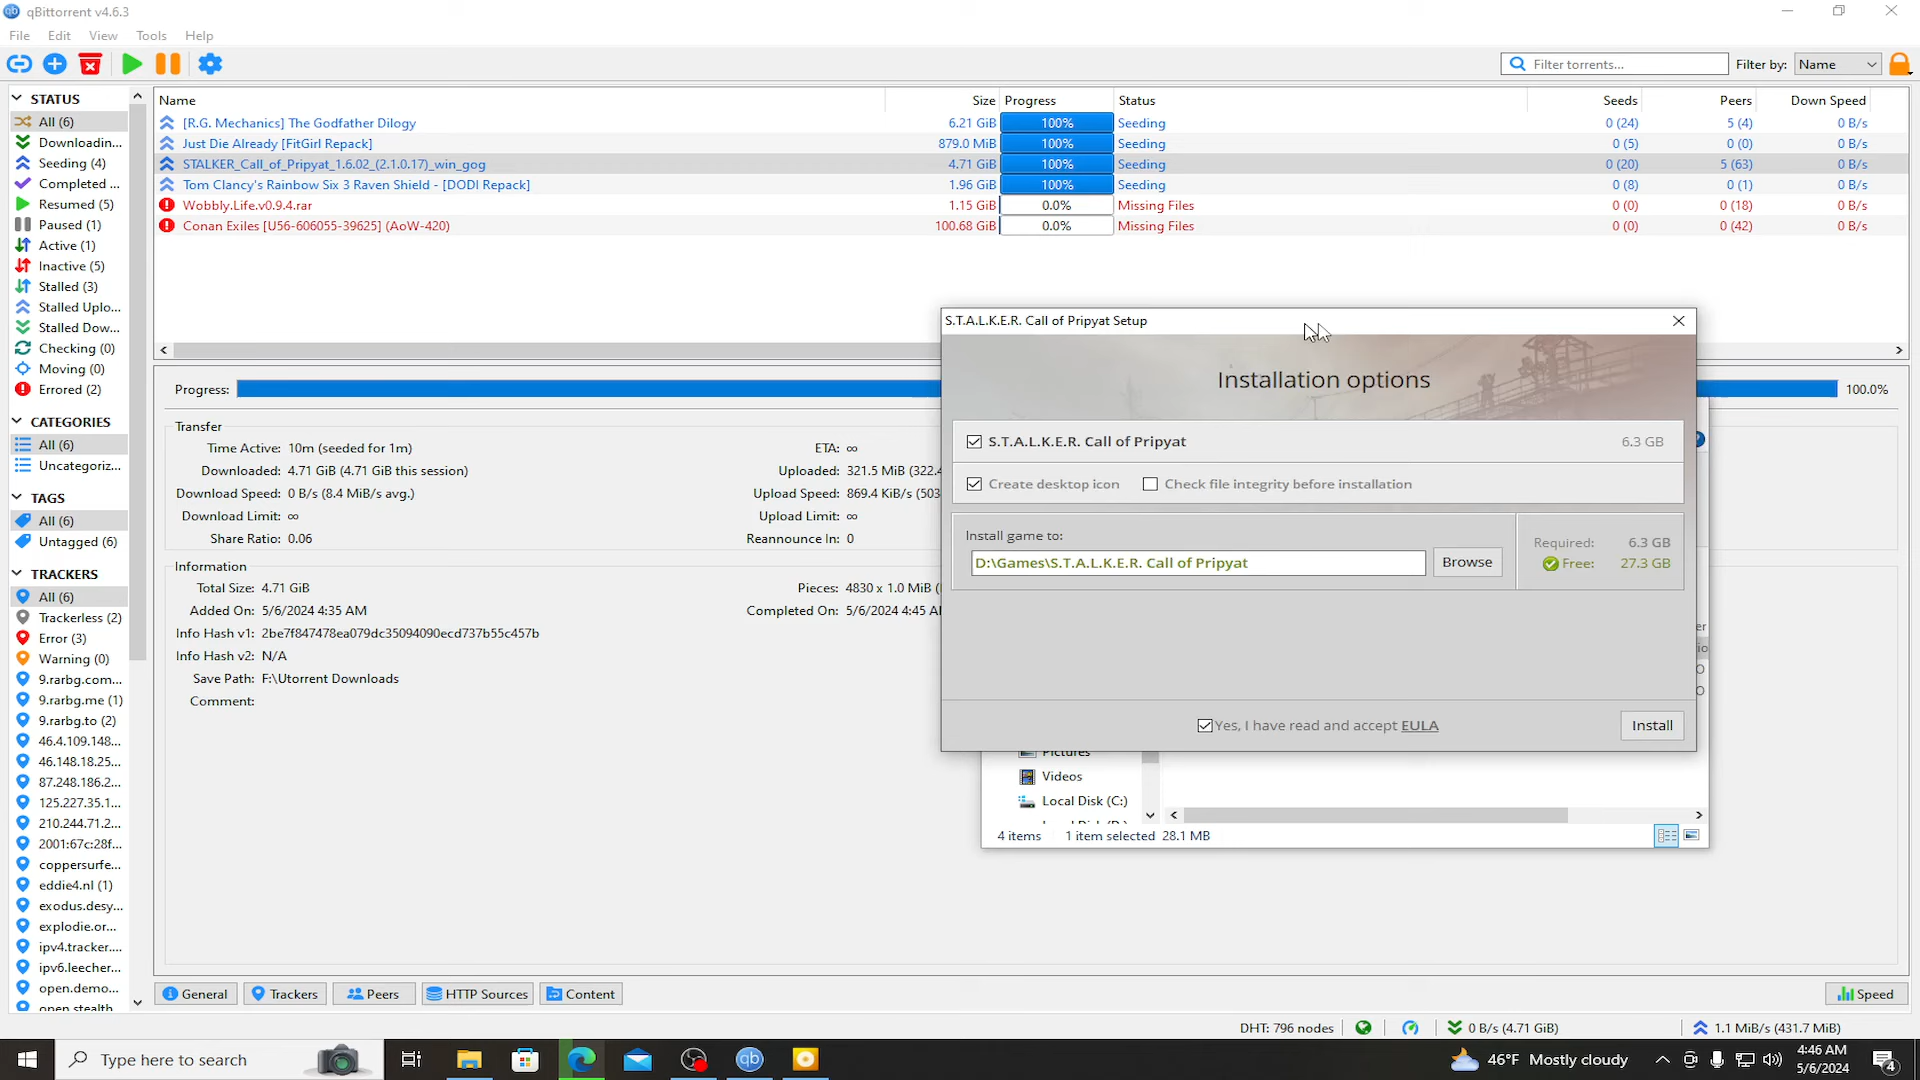 qBittorrent v4.6.3
File Edit View Tools Help
Filter torrents... Filter by: Name
STATUS
All (6)
Downloadin...
Seeding (4)
Completed ...
Resumed (5)
Paused (1)
Active (1)
Inactive (5)
Stalled (3)
Stalled Uplo...
Stalled Dow...
Checking (0)
Moving (0)
Errored (2)
CATEGORIES
All (6)
Uncategoriz...
TAGS
All (6)
Untagged (6)
TRACKERS
All (6)
Trackerless (2)
Error (3)
Warning (0)
9.rarbg.com...
9.rarbg.me (1)
9.rarbg.to (2)
46.4.109.148...
46.148.18.25...
87.248.186.2...
125.227.35.1...
210.244.71.2...
2001:67c:28f...
coppersurfe...
eddie4.nl (1)
exodus.desy...
explodie.or...
ipv4.tracker....
ipv6.leecher...
open.demo...
open stealth
Name Size Progress Status Seeds Peers Down Speed
[R.G. Mechanics] The Godfather Dilogy 6.21 GiB 100% Seeding 0 (24) 5 (4) 0 B/s
Just Die Already [FitGirl Repack] 879.0 MiB 100% Seeding 0 (5) 0 (0) 0 B/s
STALKER_Call_of_Pripyat_1.6.02_(2.1.0.17)_win_gog 4.71 GiB 100% Seeding 0 (20) 5 (63) 0 B/s
Tom Clancy's Rainbow Six 3 Raven Shield - [DODI Repack] 1.96 GiB 100% Seeding 0 (8) 0 (1) 0 B/s
Wobbly.Life.v0.9.4.rar 1.15 GiB 0.0% Missing Files 0 (0) 0 (18) 0 B/s
Conan Exiles [U56-606055-39625] (AoW-420) 100.68 GiB 0.0% Missing Files 0 (0) 0 (42) 0 B/s
Progress: 100.0%
Transfer
Time Active: 10m (seeded for 1m) ETA: ∞
Downloaded: 4.71 GiB (4.71 GiB this session) Uploaded: 321.5 MiB (322.4
Download Speed: 0 B/s (8.4 MiB/s avg.) Upload Speed: 869.4 KiB/s (503
Download Limit: ∞ Upload Limit: ∞
Share Ratio: 0.06 Reannounce In: 0
Information
Total Size: 4.71 GiB Pieces: 4830 x 1.0 MiB (
Added On: 5/6/2024 4:35 AM Completed On: 5/6/2024 4:45 A
Info Hash v1: 2be7f847478ea079dc35094090ecd737b55c457b
Info Hash v2: N/A
Save Path: F:\Utorrent Downloads
Comment:
S.T.A.L.K.E.R. Call of Pripyat Setup
Installation options
S.T.A.L.K.E.R. Call of Pripyat 6.3 GB
Create desktop icon Check file integrity before installation
Install game to:
D:\Games\S.T.A.L.K.E.R. Call of Pripyat Browse
Required: 6.3 GB
Free: 27.3 GB
Yes, I have read and accept EULA Install
Pictures
Videos
Local Disk (C:)
4 items 1 item selected 28.1 MB
General Trackers Peers HTTP Sources Content Speed
DHT: 796 nodes 0 B/s (4.71 GiB) 1.1 MiB/s (431.7 MiB)
Type here to search 46°F Mostly cloudy 4:46 AM
5/6/2024 4